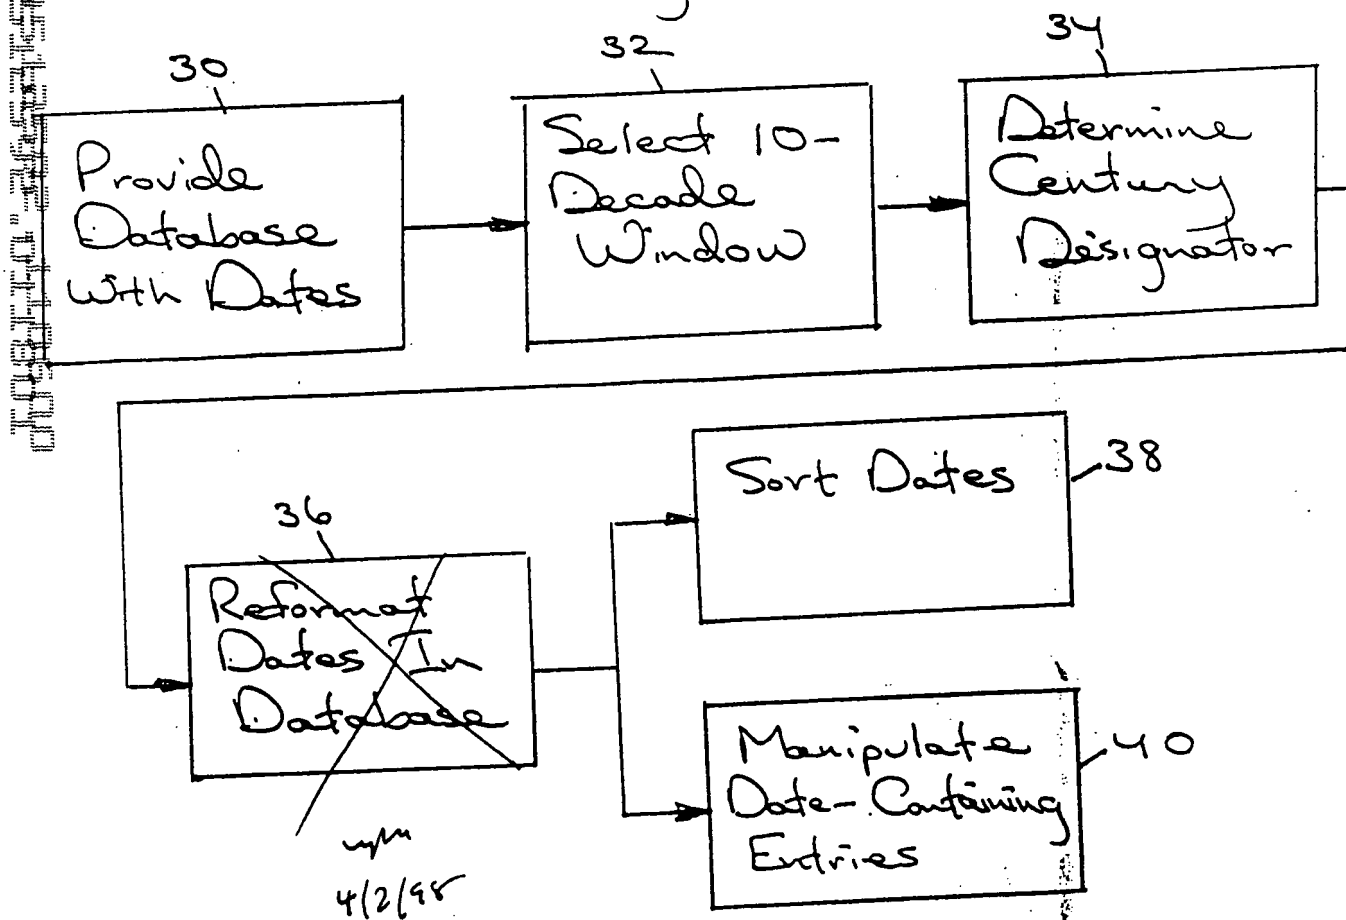 30
Provide
Database
with Dates
32
Select 10-
Decade
Window
34
Determine
Century
Designator
36
Reformat
Dates In
Database
4/2/98
Sort Dates
38
Manipulate
Date-Containing
Entries
40